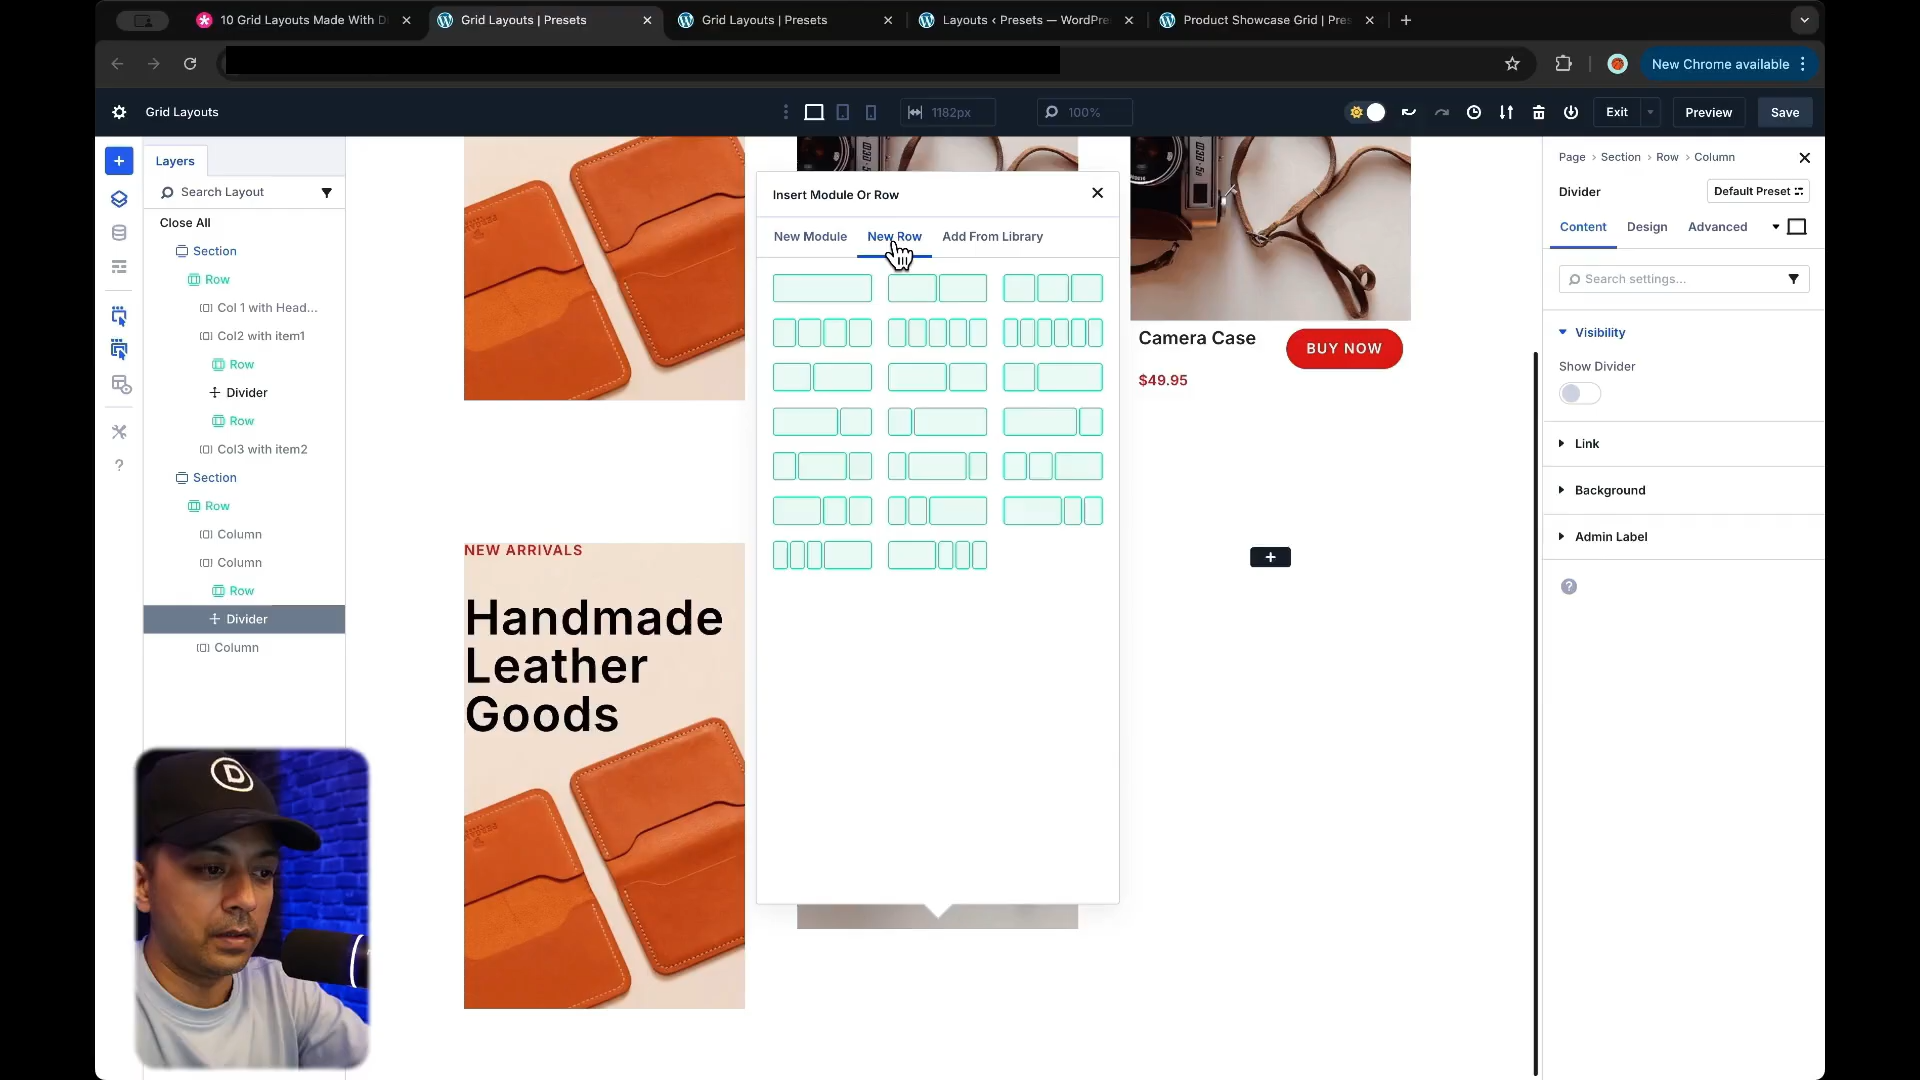 10 Grid Layouts Made With Di
Grid Layouts | Presets
Grid Layouts | Presets
Layouts ‹ Presets — WordPre
Product Showcase Grid | Pres
New Chrome available
Grid Layouts
1182px
100%
Exit
Preview
Save
Layers
Search Layout
Close All
Section
Row
Col 1 with Head...
Col2 with item1
Row
Divider
Row
Col3 with item2
Section
Row
Column
Column
Row
Divider
Column
?
NEW ARRIVALS
Handmade
Leather
Goods
Insert Module Or Row
New Module
New Row
Add From Library
Camera Case
BUY NOW
$49.95
Page › Section › Row › Column
Divider
Default Preset
Content
Design
Advanced
Search settings...
Visibility
Show Divider
Link
Background
Admin Label
?
D